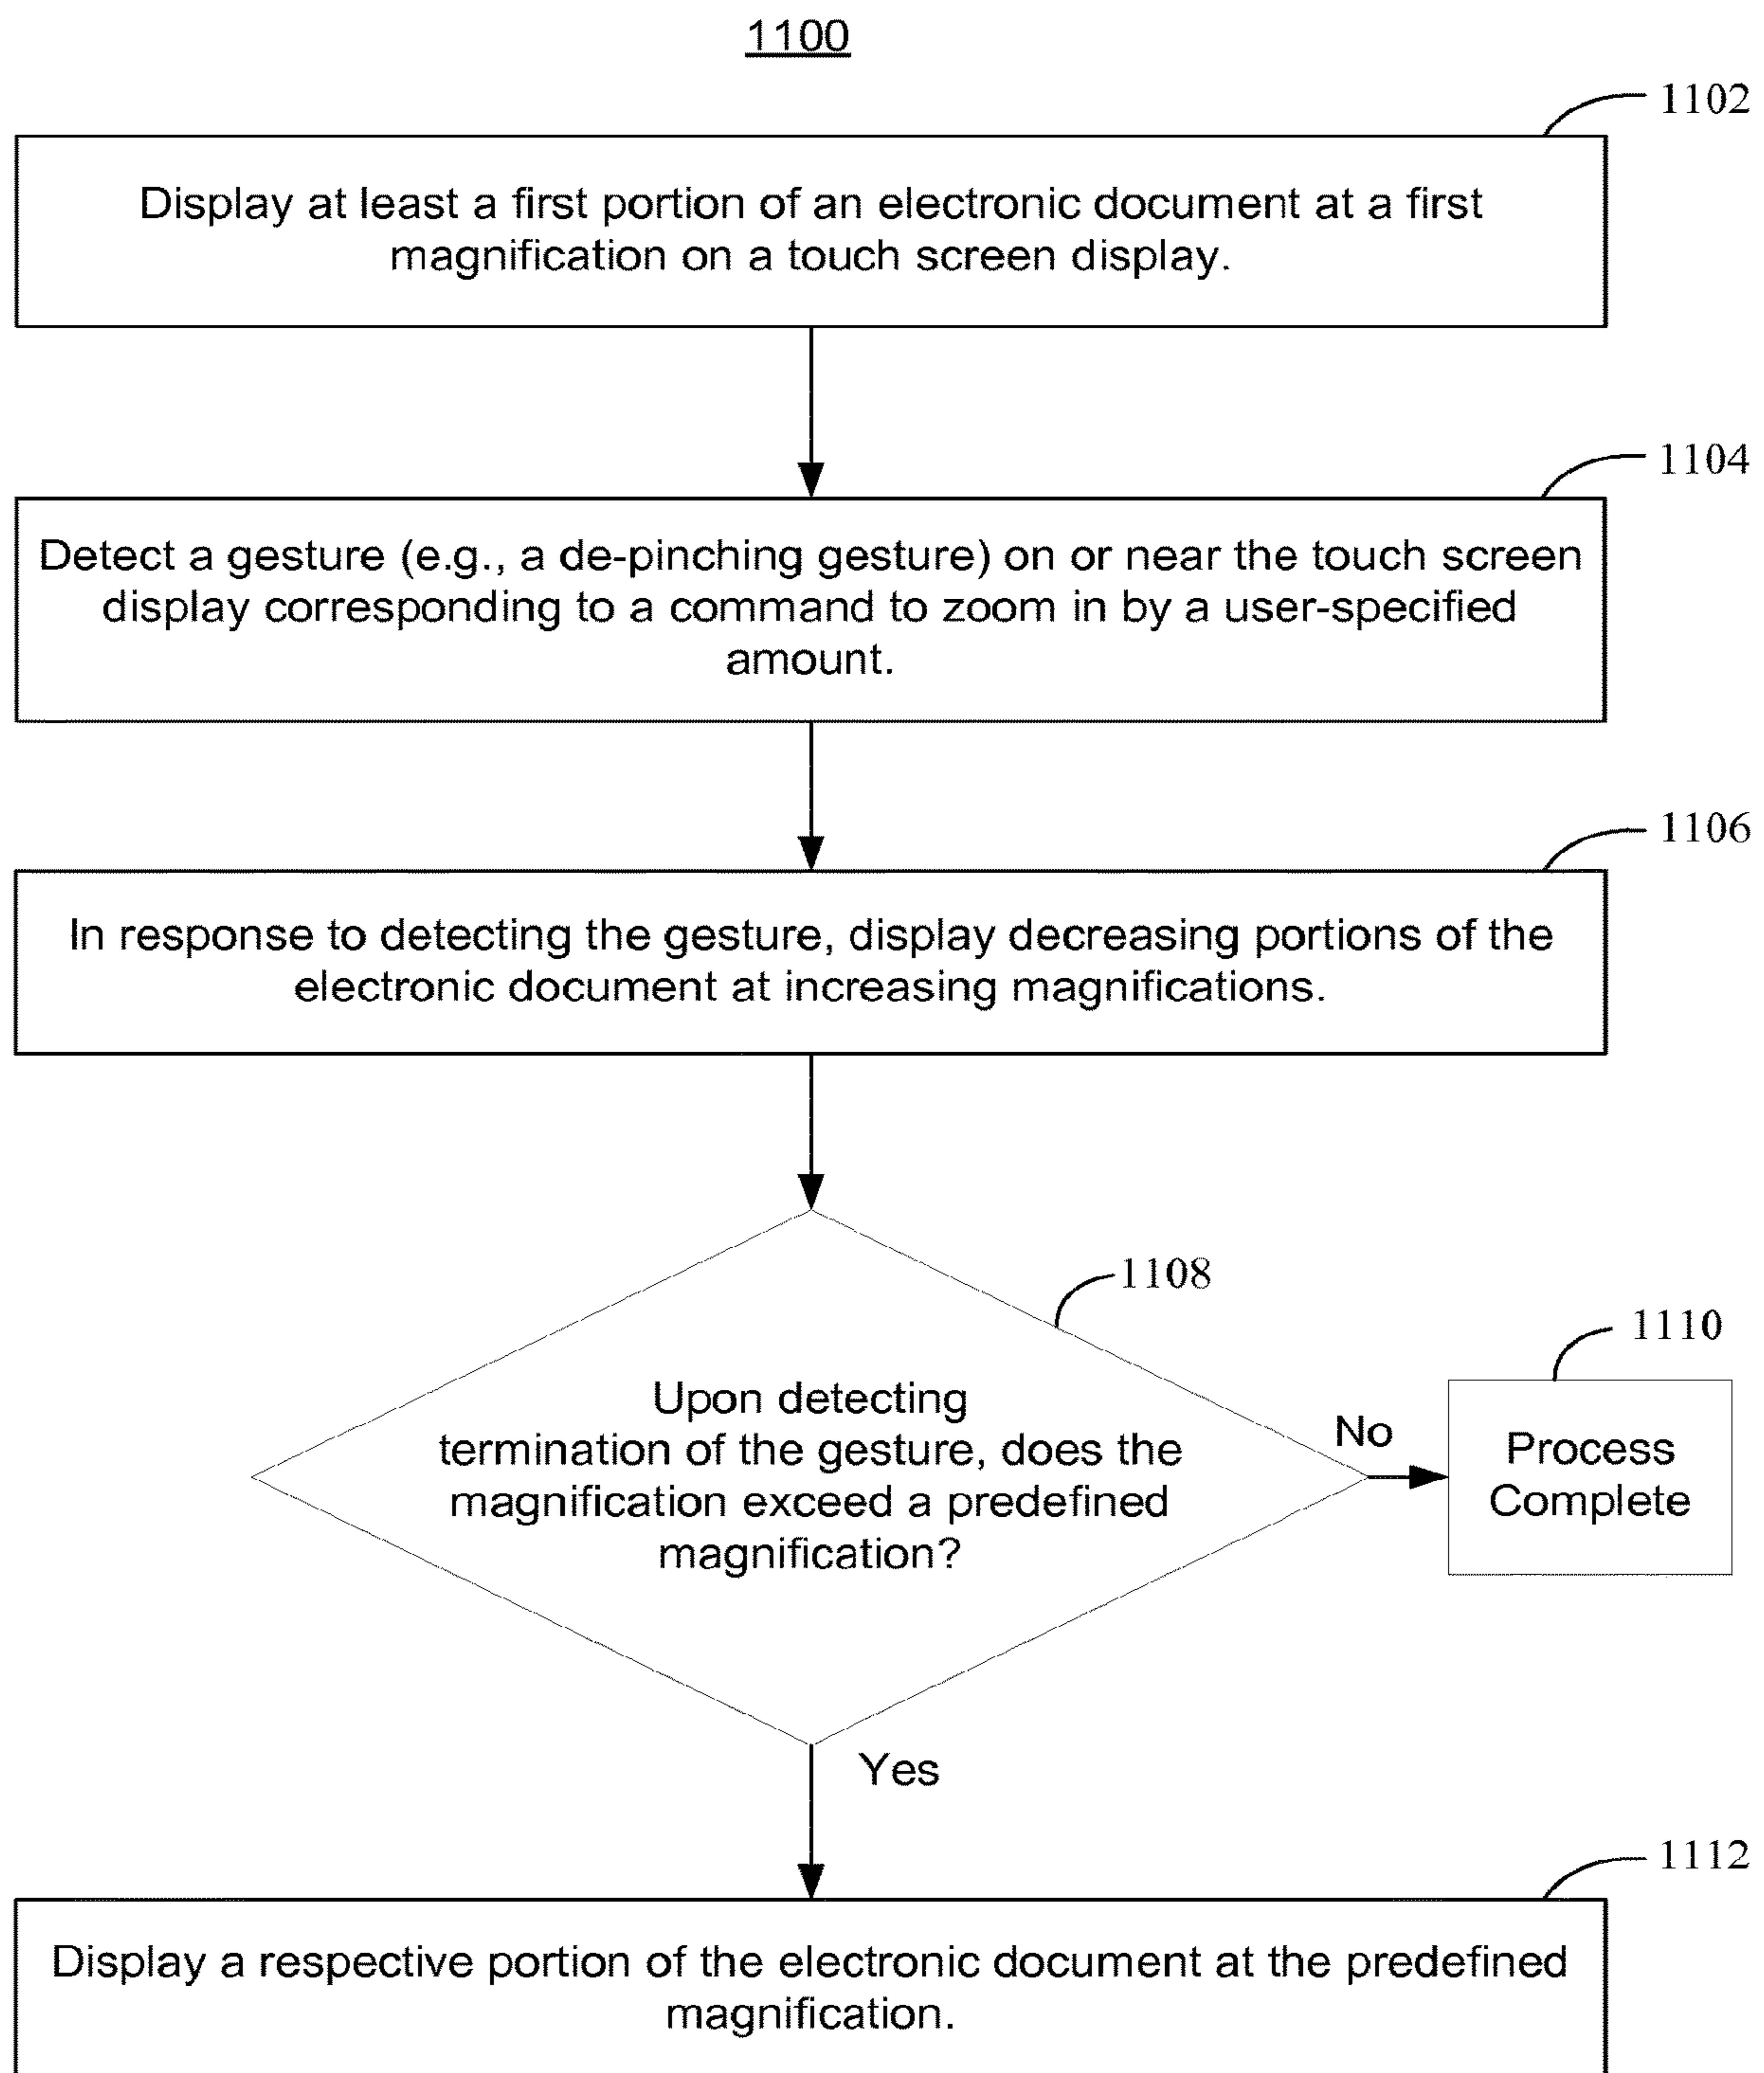 1100
1102
Display at least a first portion of an electronic document at a first
magnification on a touch screen display.
1104
Detect a gesture (e.g., a de-pinching gesture) on or near the touch screen
display corresponding to a command to zoom in by a user-specified
amount.
1106
In response to detecting the gesture, display decreasing portions of the
electronic document at increasing magnifications.
1108
Upon detecting
termination of the gesture, does the
magnification exceed a predefined
magnification?
No
1110
Process
Complete
Yes
1112
Display a respective portion of the electronic document at the predefined
magnification.